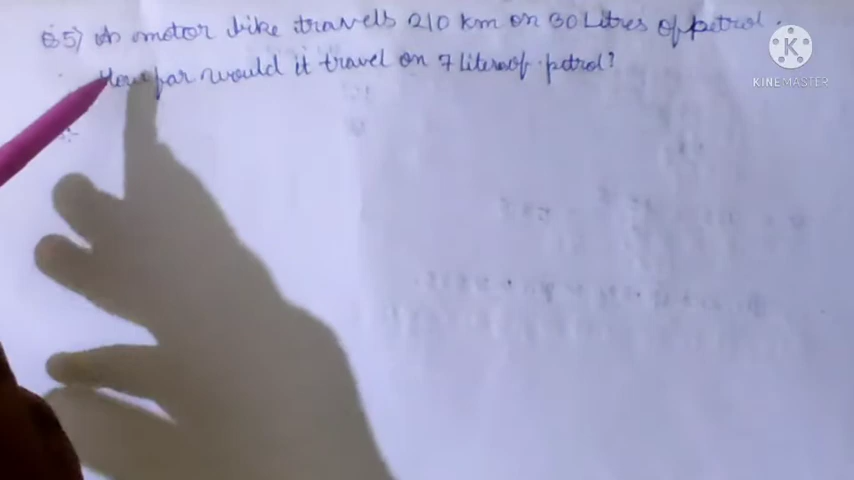 Q5) A motor bike travels 210 km on 30 Litres of petrol.
How far would it travel on 7 liters of petrol?
K
KINEMASTER